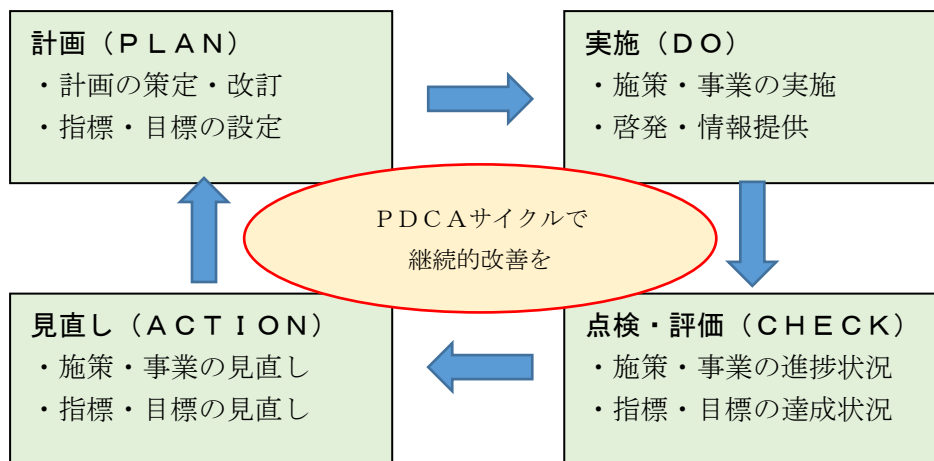 計画（ＰＬＡＮ）
・計画の策定・改訂
・指標・目標の設定
実施（ＤＯ）
・施策・事業の実施
・啓発・情報提供
ＰＤＣＡサイクルで
継続的改善を
見直し（ＡＣＴＩＯＮ）
・施策・事業の見直し
・指標・目標の見直し
点検・評価（ＣＨＥＣＫ）
・施策・事業の進捗状況
・指標・目標の達成状況